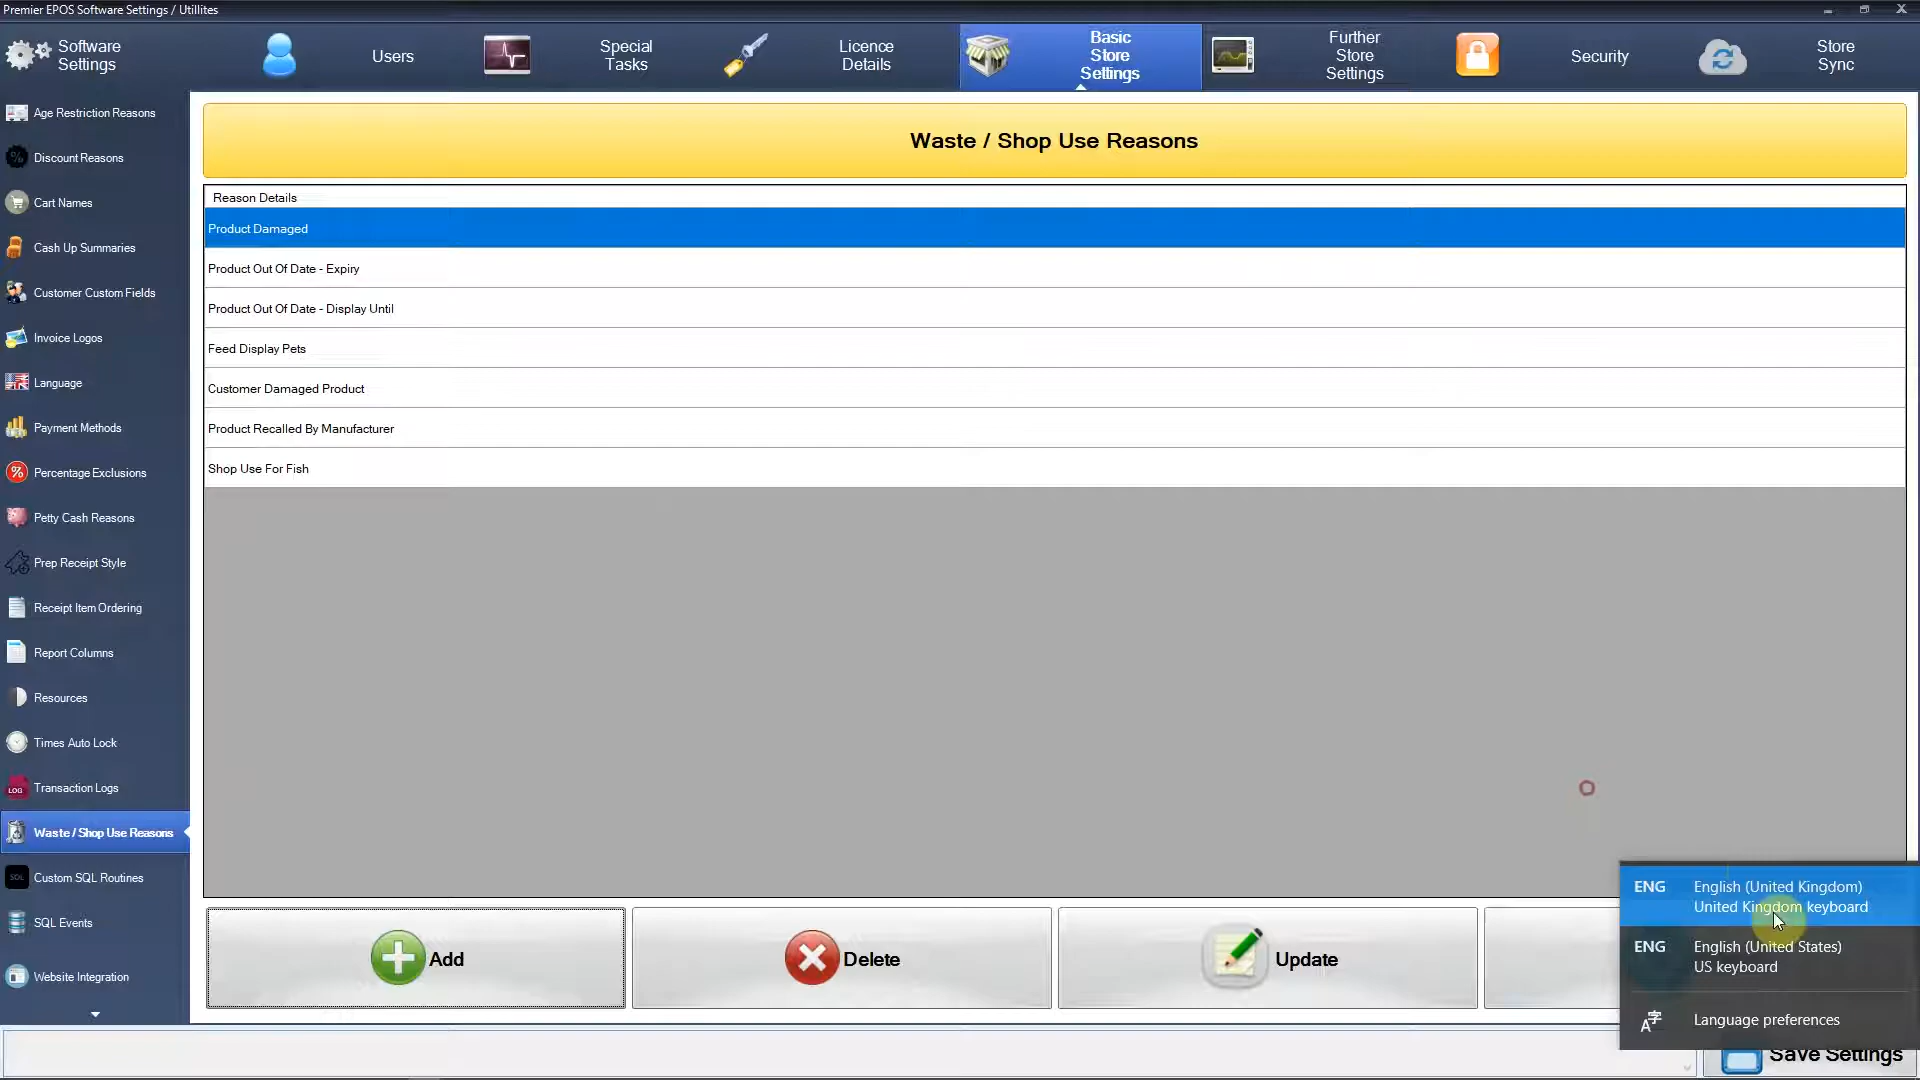 Premier EPOS Software Settings / Utillites
Software
Settings
Users
Special
Tasks
Licence
Details
Basic
Store
Settings
Further
Store
Settings
Security
Store
Sync
Age Restriction Reasons
Discount Reasons
Cart Names
Cash Up Summaries
Customer Custom Fields
Invoice Logos
Language
Payment Methods
Percentage Exclusions
Petty Cash Reasons
Prep Receipt Style
Receipt Item Ordering
Report Columns
Resources
Times Auto Lock
LOG
Transaction Logs
Waste / Shop Use Reasons
SQL
Custom SQL Routines
SQL Events
Website Integration
Waste / Shop Use Reasons
Reason Details
Product Damaged
Product Out Of Date - Expiry
Product Out Of Date - Display Until
Feed Display Pets
Customer Damaged Product
Product Recalled By Manufacturer
Shop Use For Fish
Add
Delete
Update
ENG English (United Kingdom)
United Kingdom keyboard
ENG English (United States)
US keyboard
A字 Language preferences
Save Settings